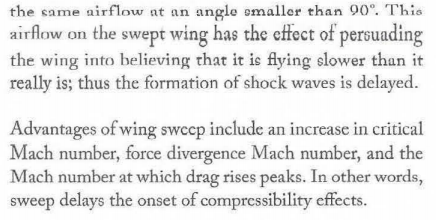 the same airflow at an angle smaller than 90°. This
airflow on the swept wing has the effect of persuading
the wing into believing that it is flying slower than it
really is; thus the formation of shock waves is delayed.
Advantages of wing sweep include an increase in critical
Mach number, force divergence Mach number, and the
Mach number at which drag rises peaks. In other words,
sweep delays the onset of compressibility effects.